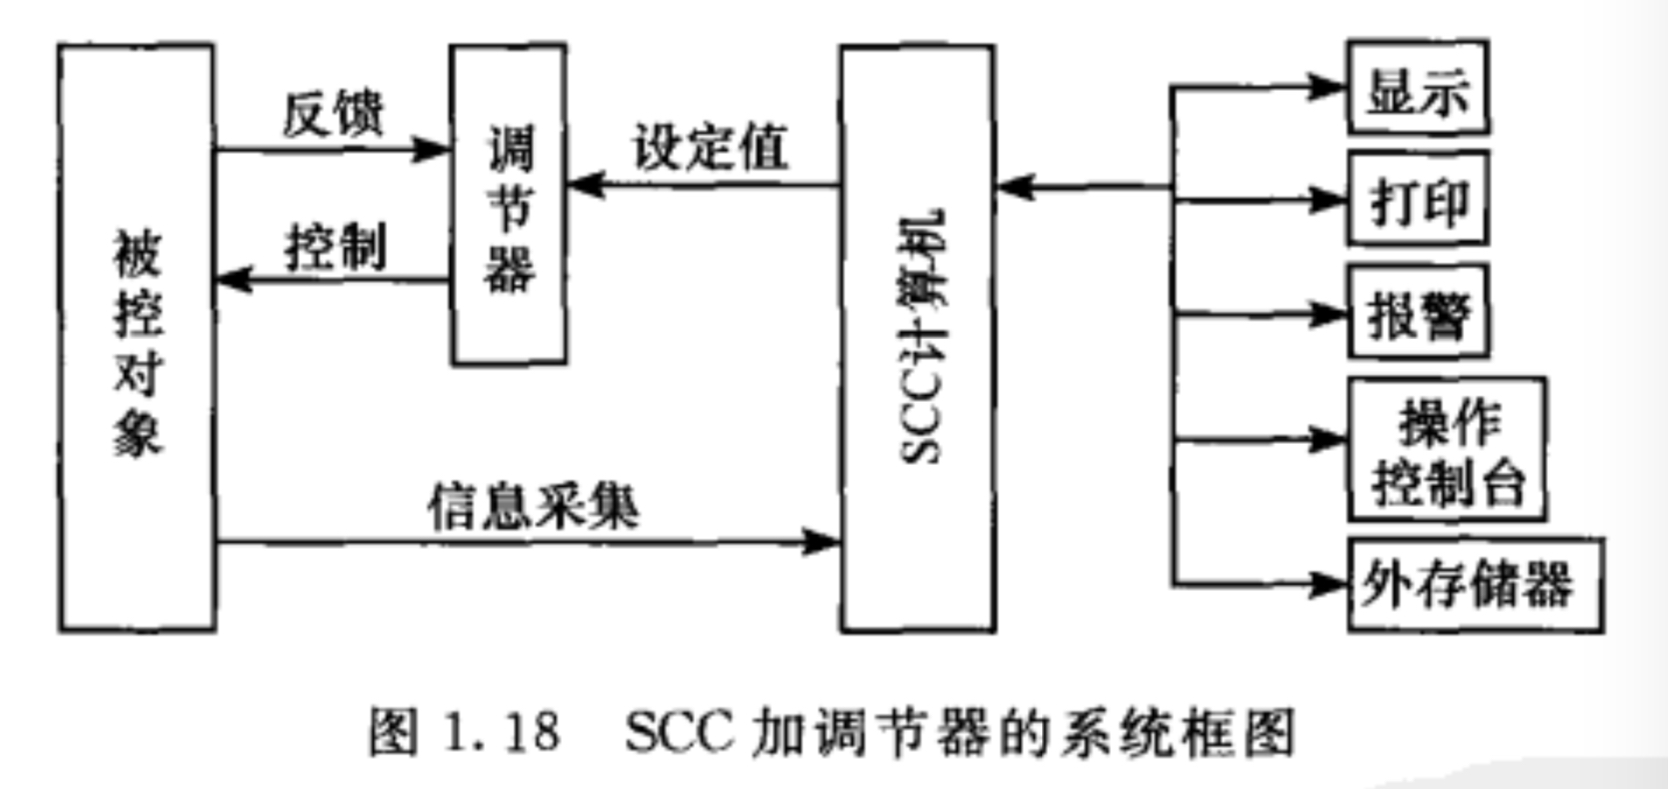 被控对象
反馈
控制
调节器
设定值
信息采集
SCC计算机
显示
打印
报警
操作
控制台
外存储器
图 1.18 SCC 加调节器的系统框图